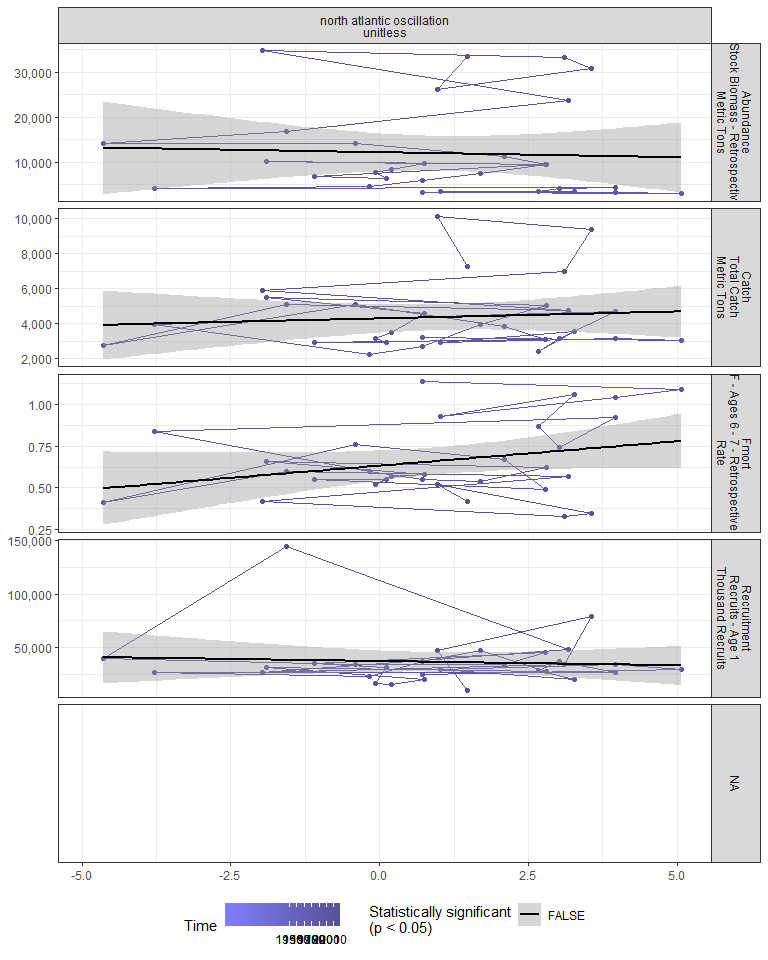 north atlantic oscillation
unitless
30,000
20,000
10,000
Abundance
Stock Biomass - Retrospectiv
Metric Tons
10,000
8,000
6,000
4,000
2,000
Catch
Total Catch
Metric Tons
1.00
0.75
0.50
0.25
Fmort
F - Ages 6 - 7 - Retrospective
Rate
150,000
100,000
50,000
Recruitment
Recruits - Age 1
Thousand Recruits
NA
-5.0
-2.5
0.0
2.5
5.0
Time
Statistically significant
(p < 0.05)
FALSE